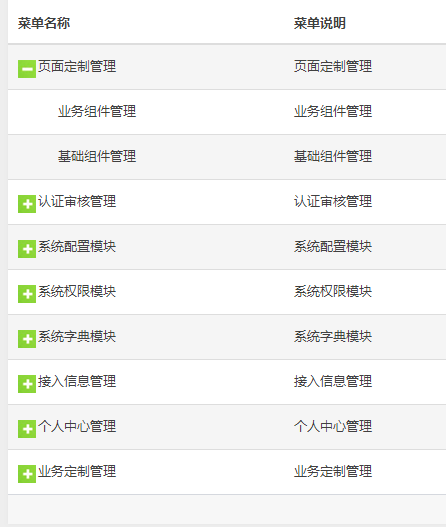 菜单名称 菜单说明
页面定制管理 页面定制管理
业务组件管理 业务组件管理
基础组件管理 基础组件管理
认证审核管理 认证审核管理
系统配置模块 系统配置模块
系统权限模块 系统权限模块
系统字典模块 系统字典模块
接入信息管理 接入信息管理
个人中心管理 个人中心管理
业务定制管理 业务定制管理